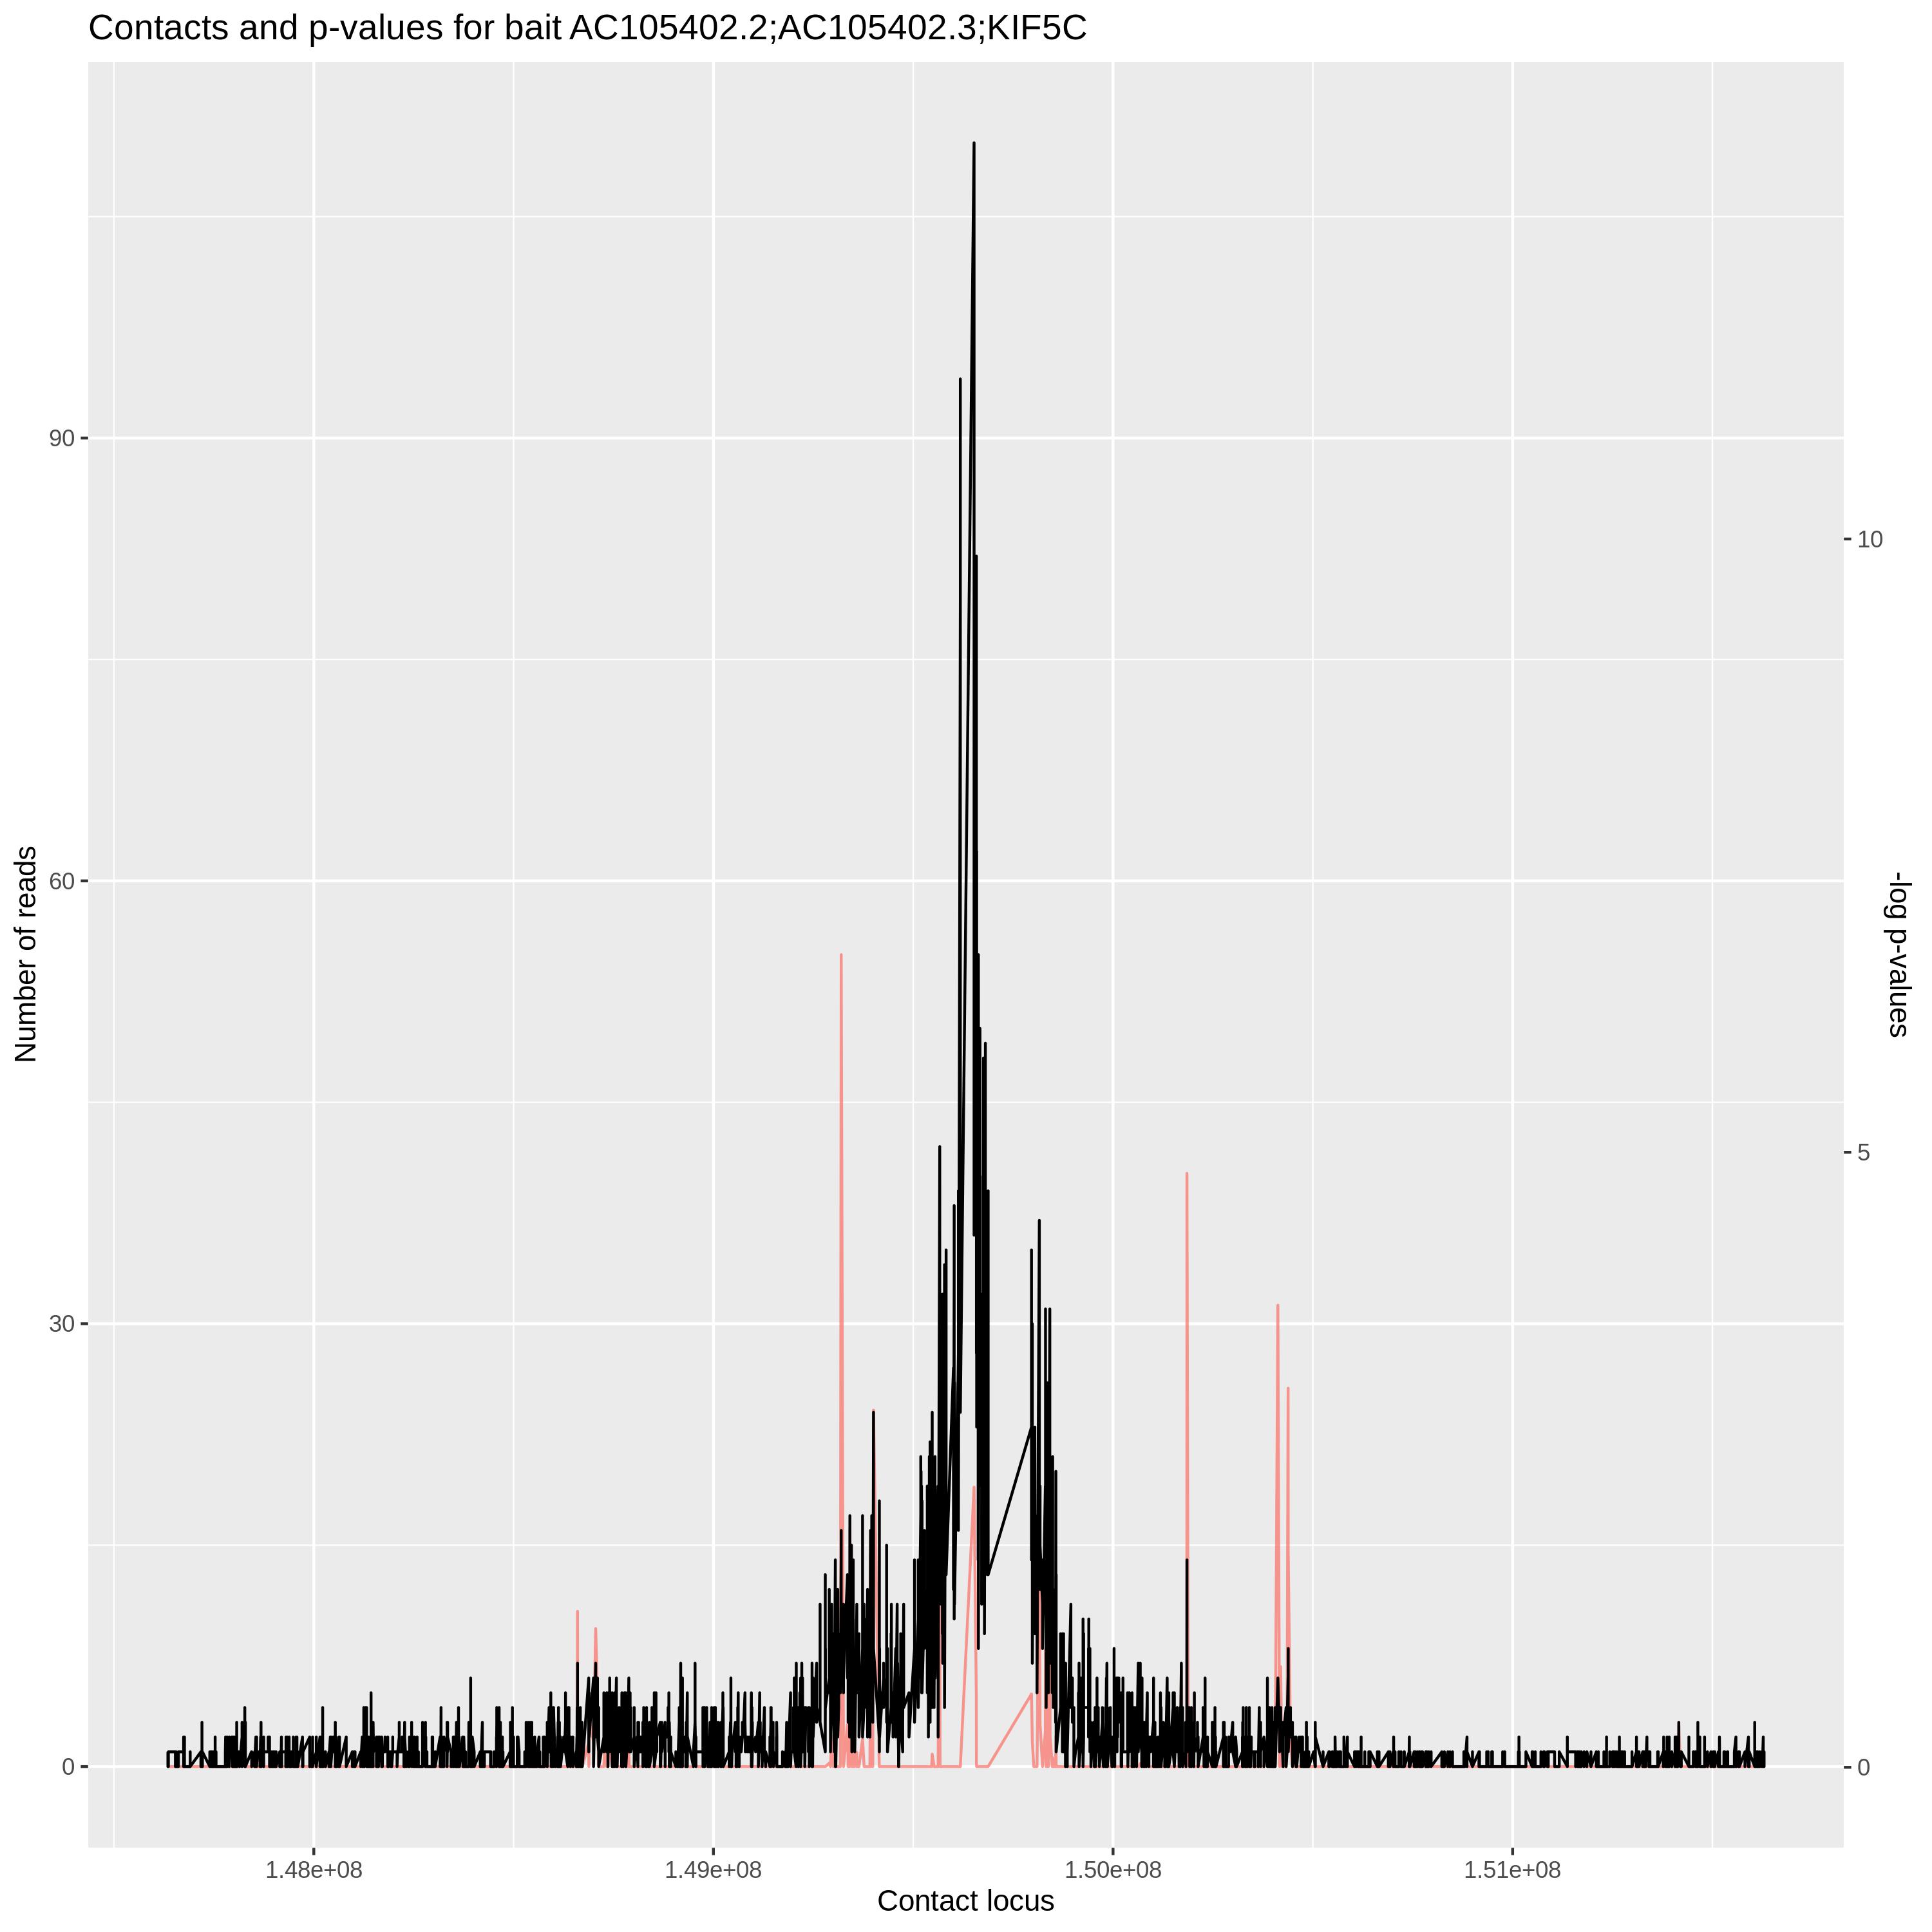 Contacts and p-values for bait AC105402.2;AC105402.3;KIF5C
90
60
30
0
Number of reads
10
5
0
-log p-values
1.48e+08
1.49e+08
1.50e+08
1.51e+08
Contact locus